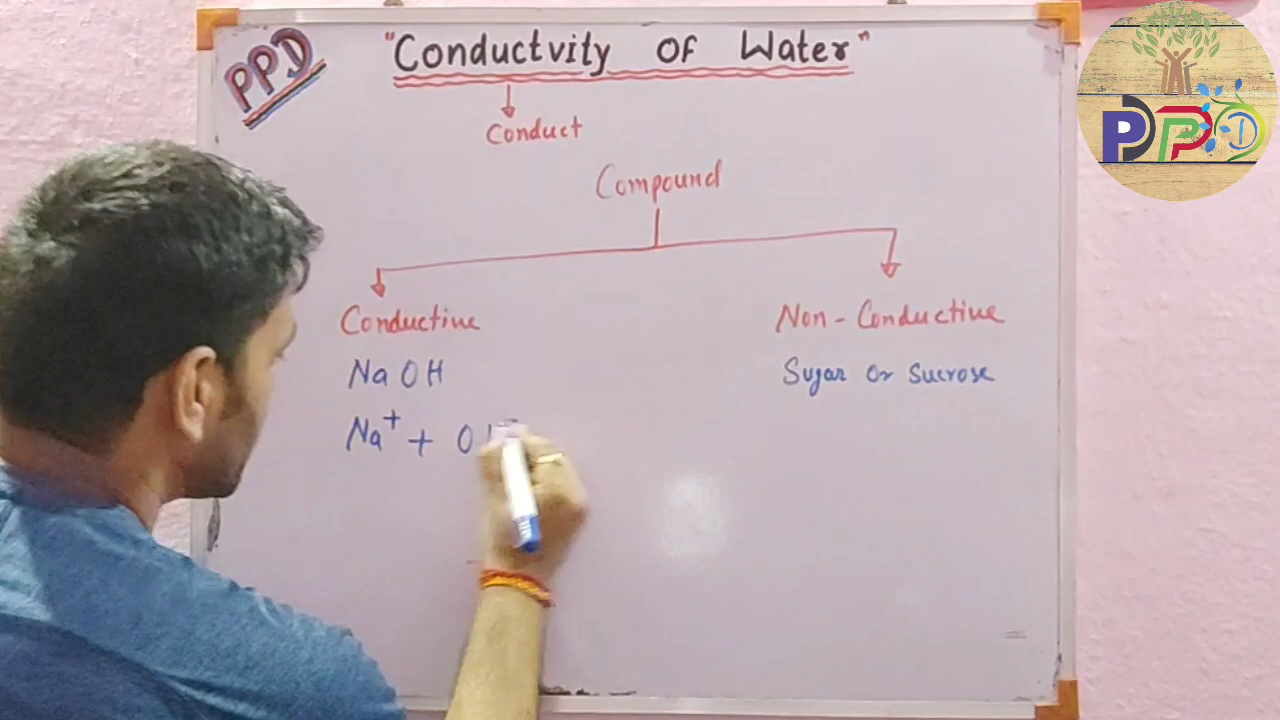 PPD
"Conductvity OF Water"
Conduct
Compound
Conductive
Non-Conductive
NaOH
Sugar Or Sucrose
Na+ + O
PPD